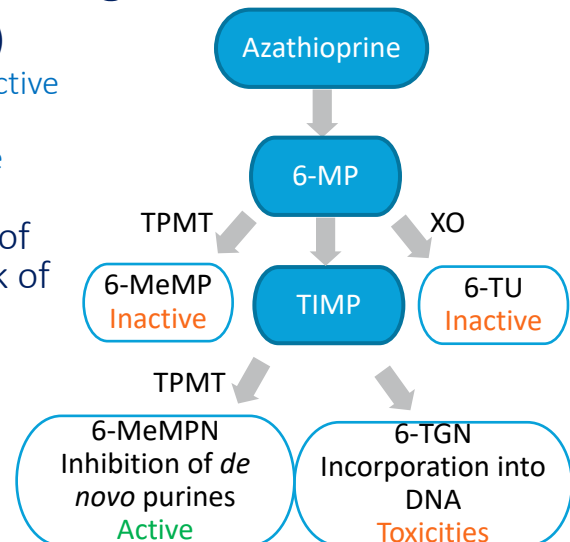 )
ctive
e
of
k of
Azathioprine
6-MP
TPMT
XO
6-MeMP
Inactive
TIMP
6-TU
Inactive
TPMT
6-MeMPN
Inhibition of de
novo purines
Active
6-TGN
Incorporation into
DNA
Toxicities